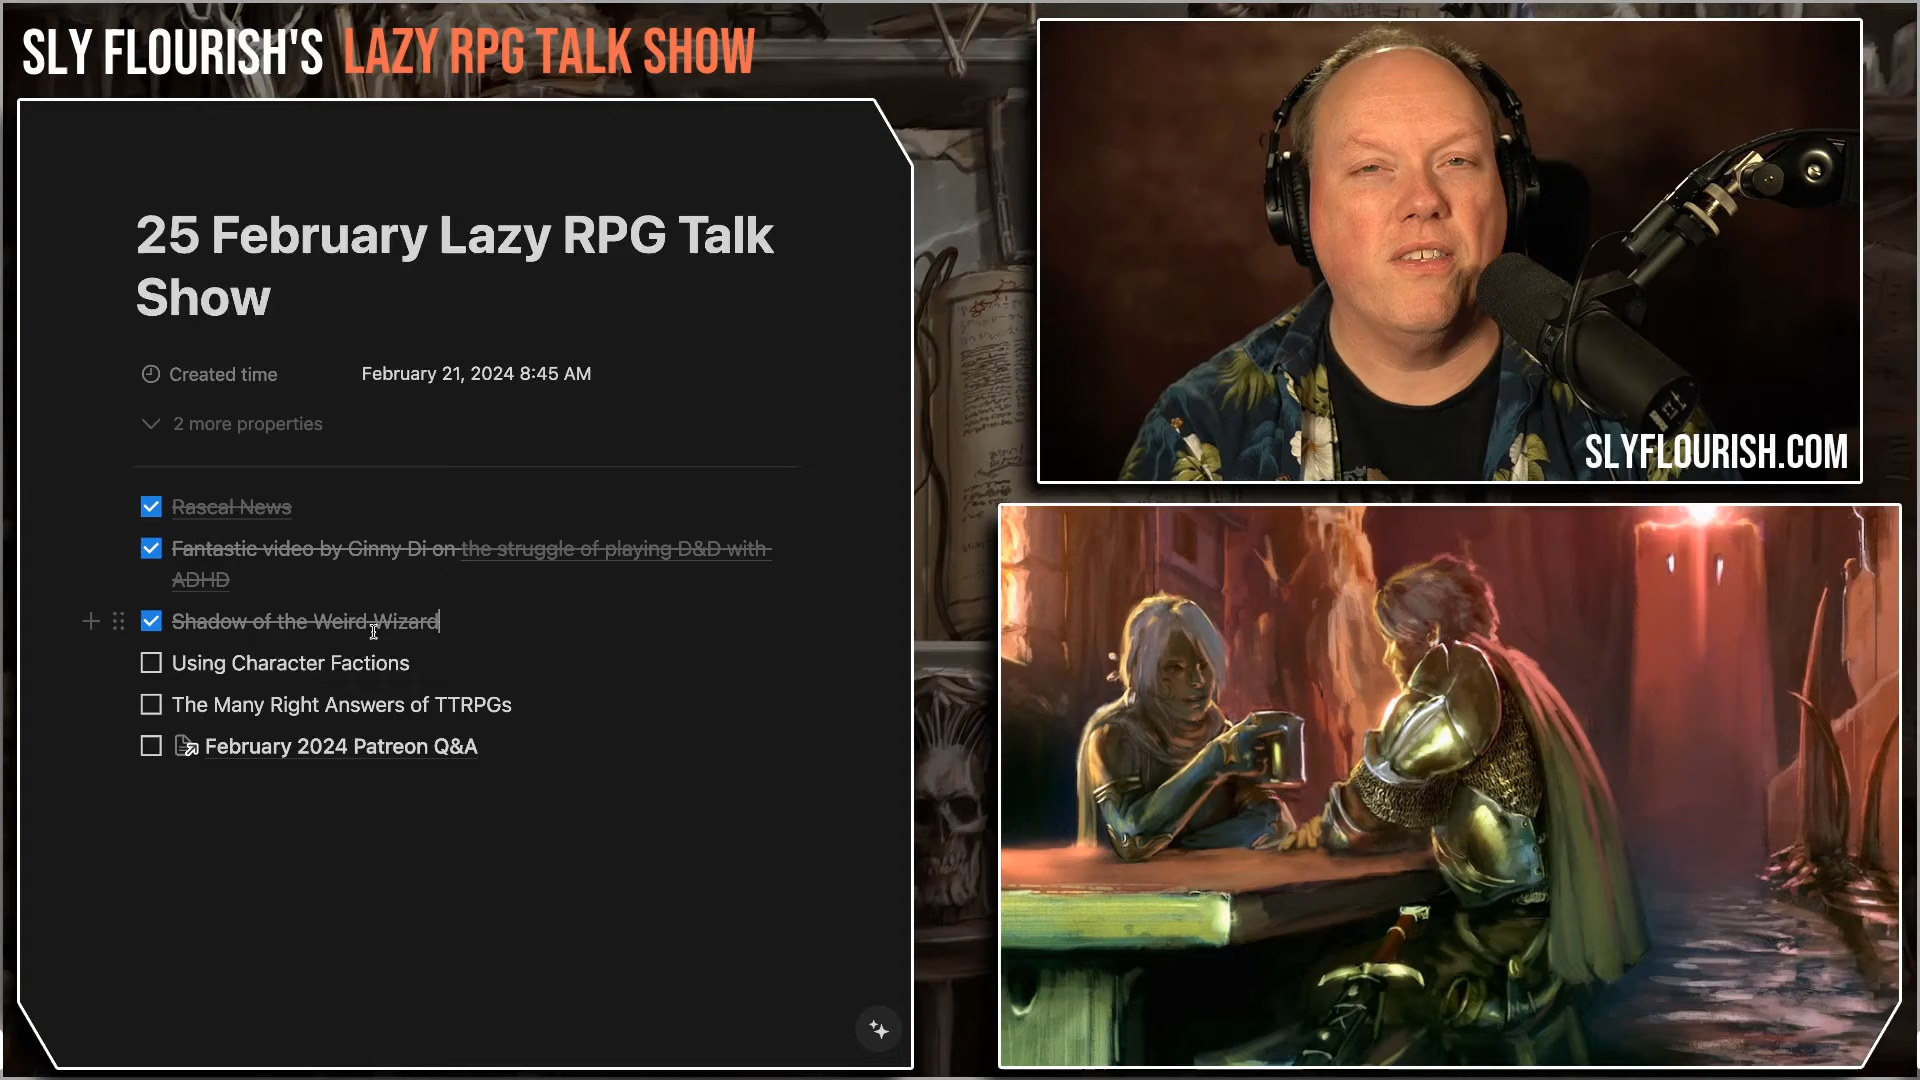 SLY FLOURISH'S LAZY RPG TALK SHOW
25 February Lazy RPG Talk
Show
Created time February 21, 2024 8:45 AM
2 more properties
Rascal News
Fantastic video by Ginny Di on the struggle of playing D&D with
ADHD
Shadow of the Weird Wizard
Using Character Factions
The Many Right Answers of TTRPGs
February 2024 Patreon Q&A
SLYFLOURISH.COM